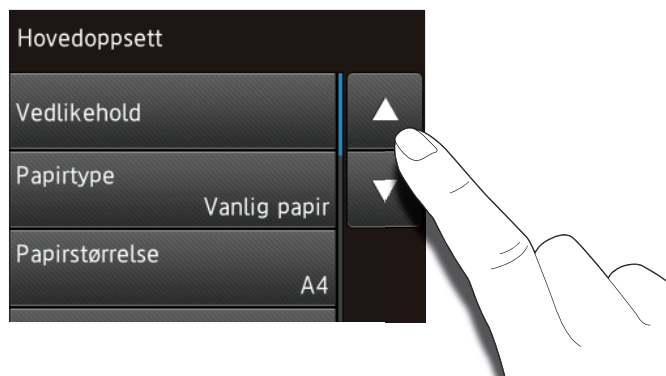 Hovedoppsett
Vedlikehold
Papirtype
Vanlig papir
Papirstørrelse
A4